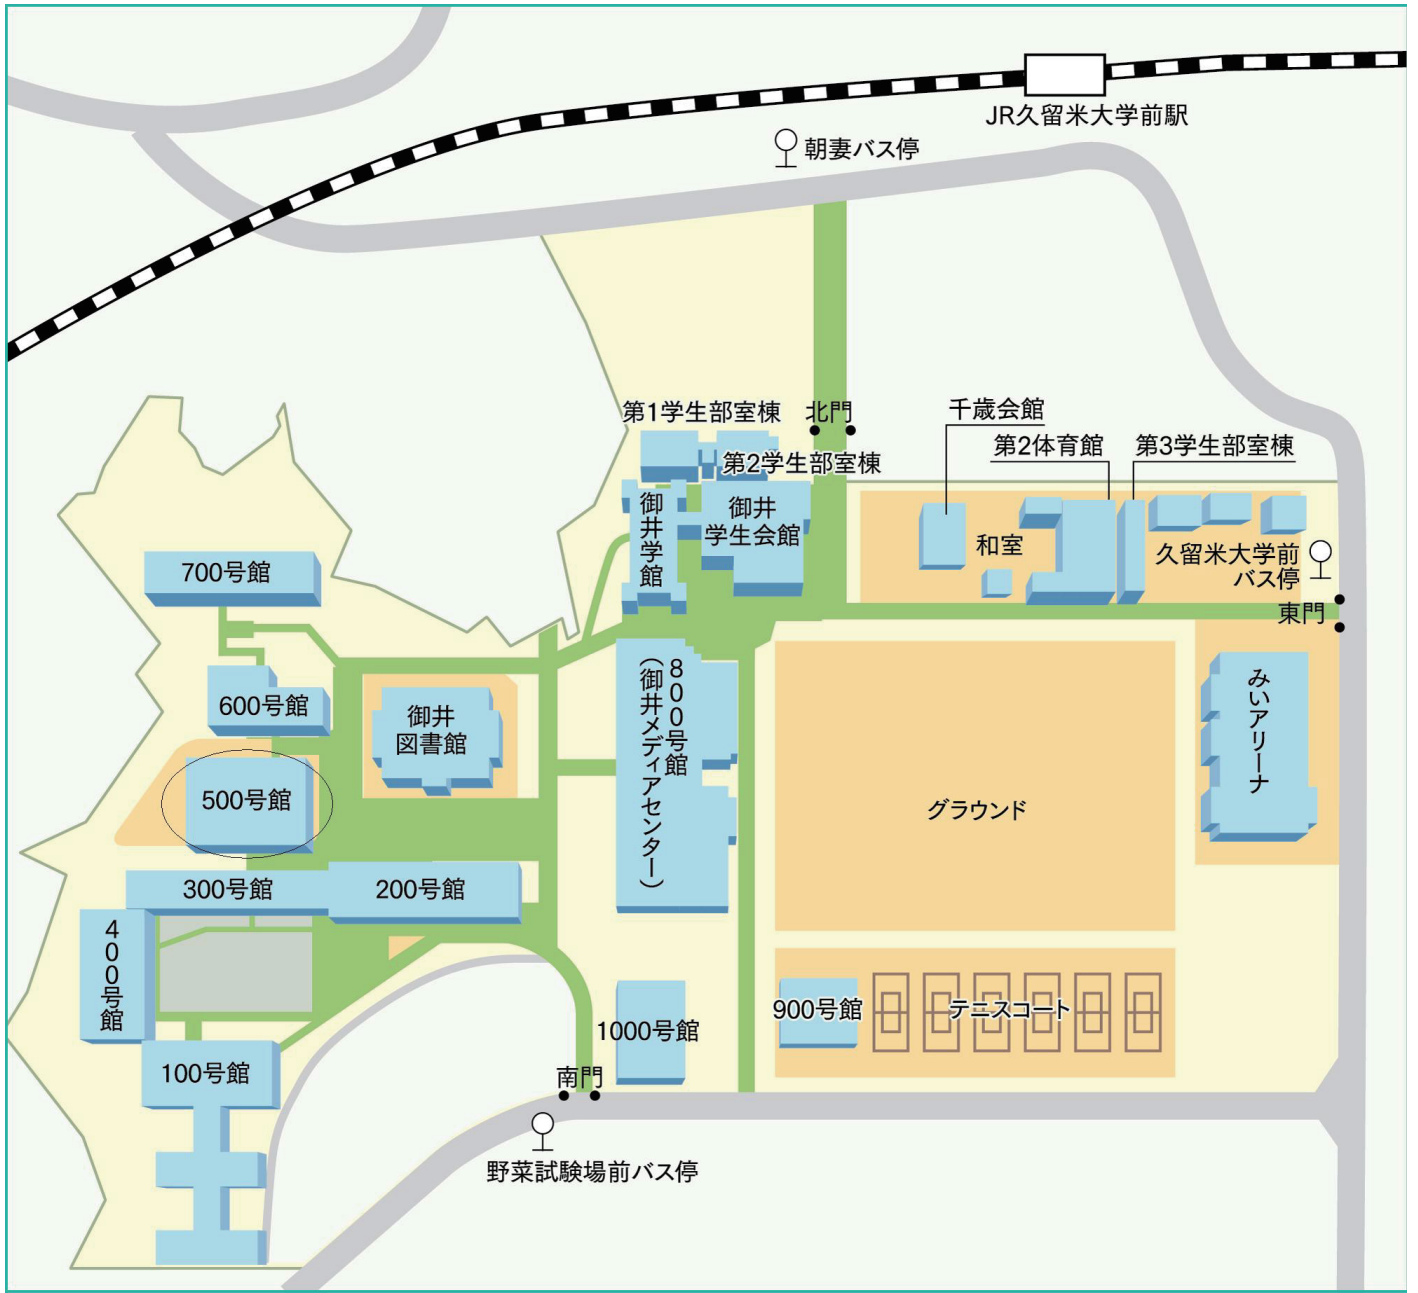 JR久留米大学前駅
朝妻バス停
第1学生部室棟
北門
千歳会館
第2体育館
第3学生部室棟
第2学生部室棟
御井
学生会館
御井学館
和室
久留米大学前
バス停
東門
700号館
600号館
御井
図書館
800号館
(御井メディアセンター)
みいアリーナ
500号館
グラウンド
300号館
200号館
400号館
900号館
テニスコート
1000号館
100号館
南門
野菜試験場前バス停